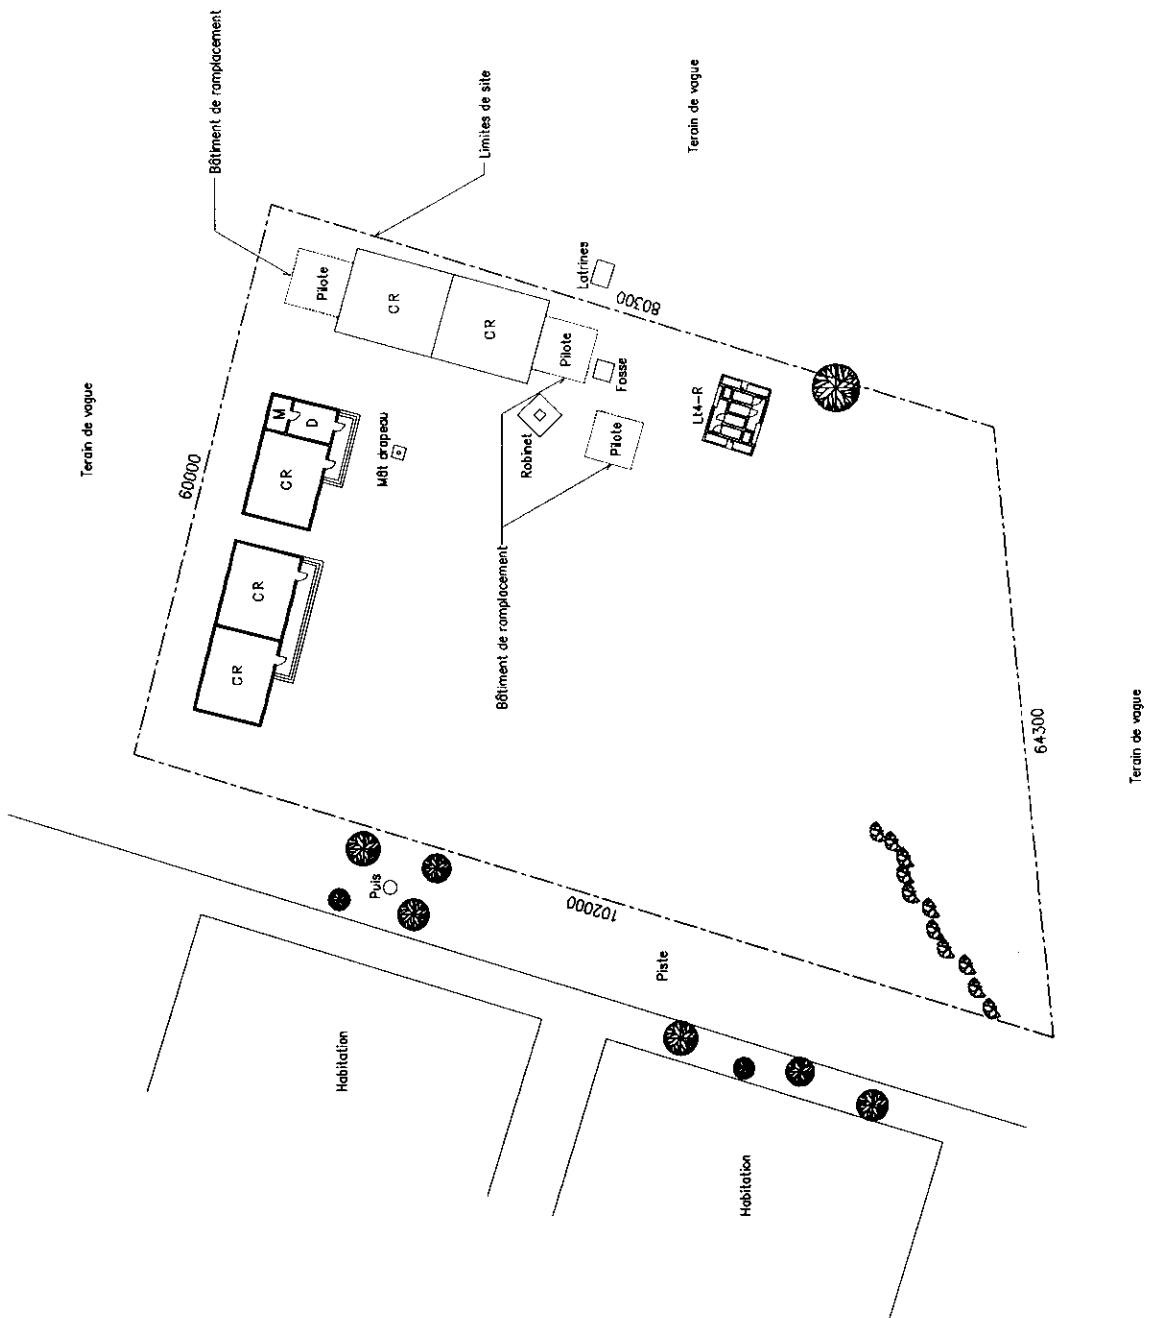 Bâtiment de ramplacement
Limites de site
Terain de vague
Terain de vague
Pilote
CR
CR
Pilote
Latrines
80300
Fosse
Robinet
Pilote
Lt4-R
60000
M
D
CR
Mât drapeau
CR
CR
Bâtiment de ramplacement
64300
Terain de vague
Puis
102000
Piste
Habitation
Habitation